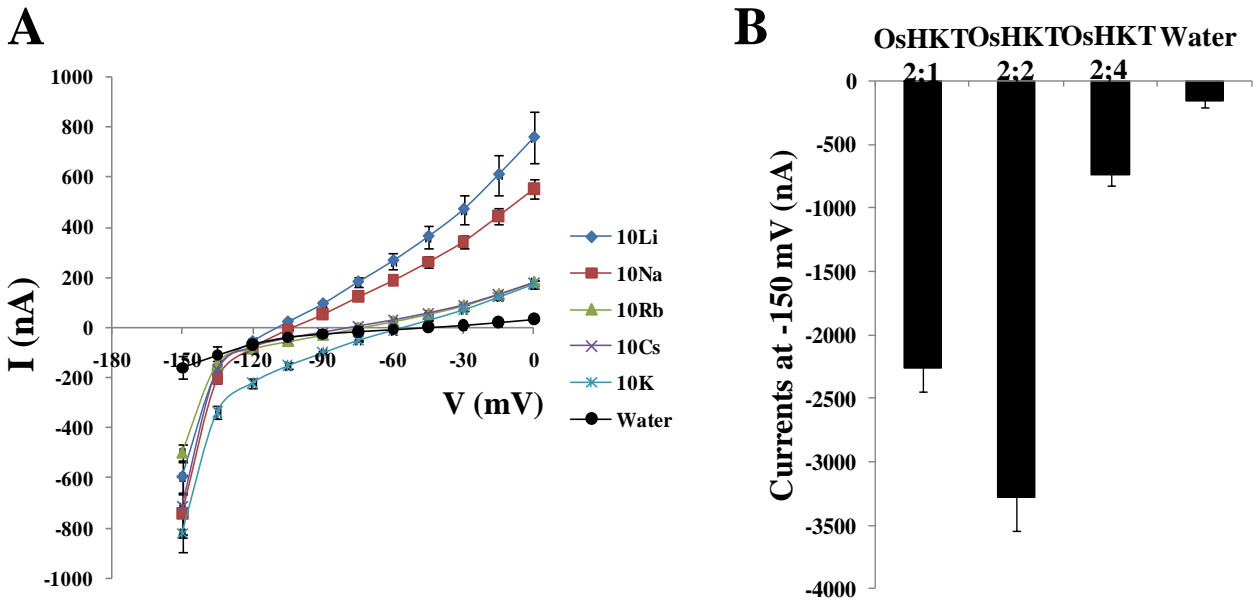 A
I (nA)
1000
800
600
400
200
0
-200
-400
-600
-800
-1000
-180
-150
-120
-90
-60
-30
0
V (mV)
10Li
10Na
10Rb
10Cs
10K
Water
B
OsHKT 2;1
OsHKT 2;2
OsHKT 2;4
Water
Currents at -150 mV (nA)
0
-500
-1000
-1500
-2000
-2500
-3000
-3500
-4000